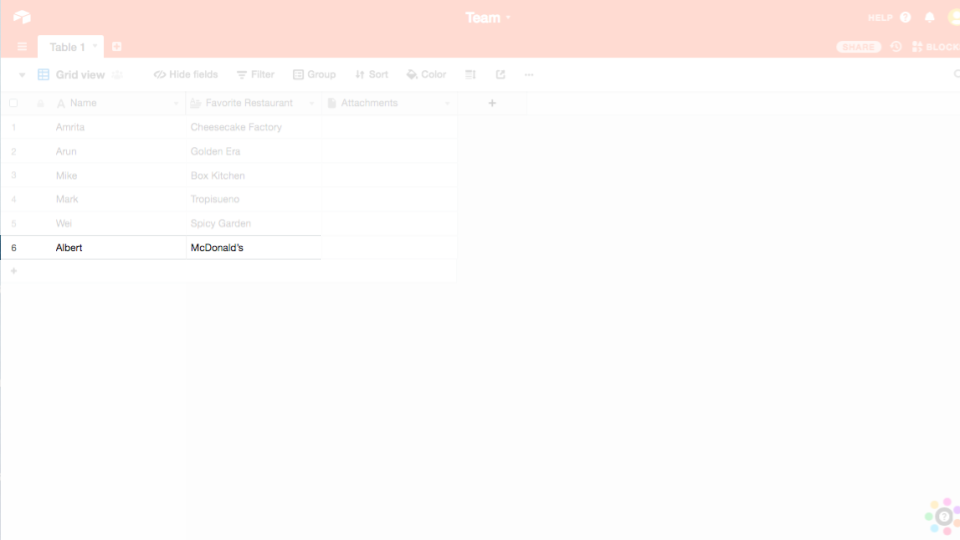 Team
HELP
Table 1
SHARE
BLOCK
Grid view Hide fields Filter Group Sort Color
Name Favorite Restaurant Attachments
1 Amrita Cheesecake Factory
2 Arun Golden Era
3 Mike Box Kitchen
4 Mark Tropisueno
5 Wei Spicy Garden
6 Albert McDonald's